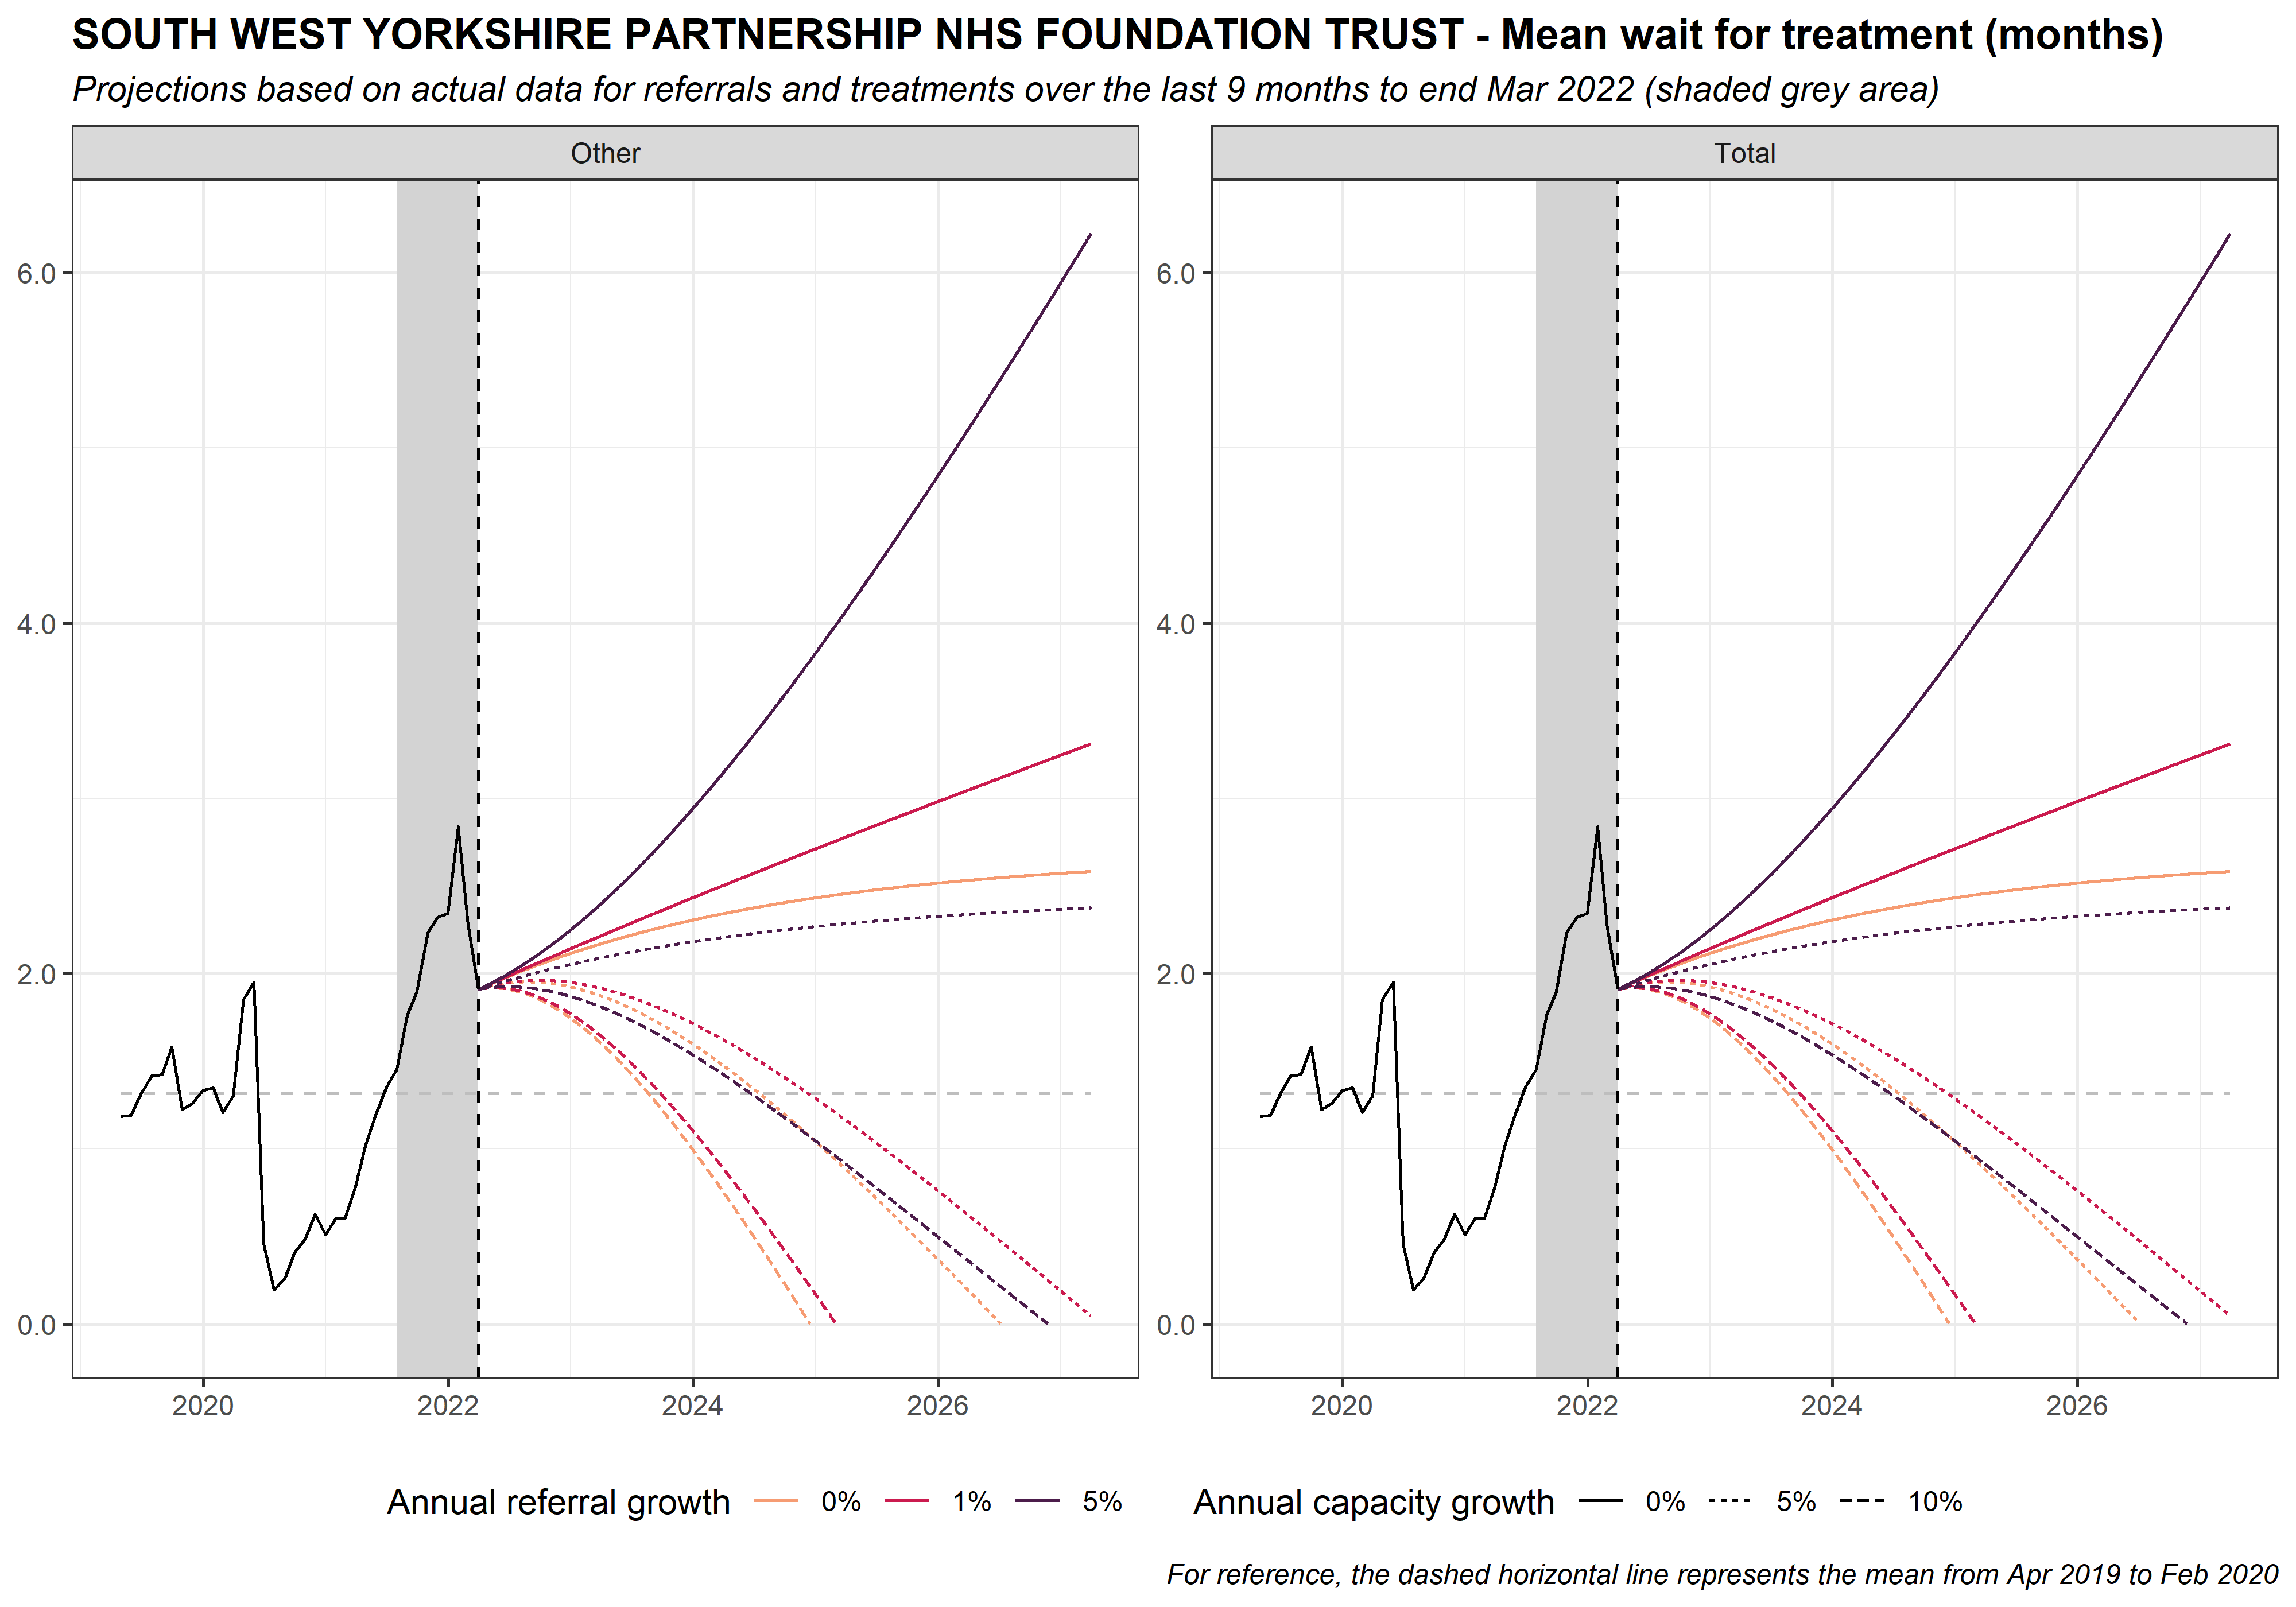 SOUTH WEST YORKSHIRE PARTNERSHIP NHS FOUNDATION TRUST - Mean wait for treatment (months)
Projections based on actual data for referrals and treatments over the last 9 months to end Mar 2022 (shaded grey area)
Other
Total
6.0
4.0
2.0
0.0
2020
2022
2024
2026
6.0
4.0
2.0
0.0
2020
2022
2024
2026
Annual referral growth 0% 1% 5%
Annual capacity growth 0% 5% 10%
For reference, the dashed horizontal line represents the mean from Apr 2019 to Feb 2020